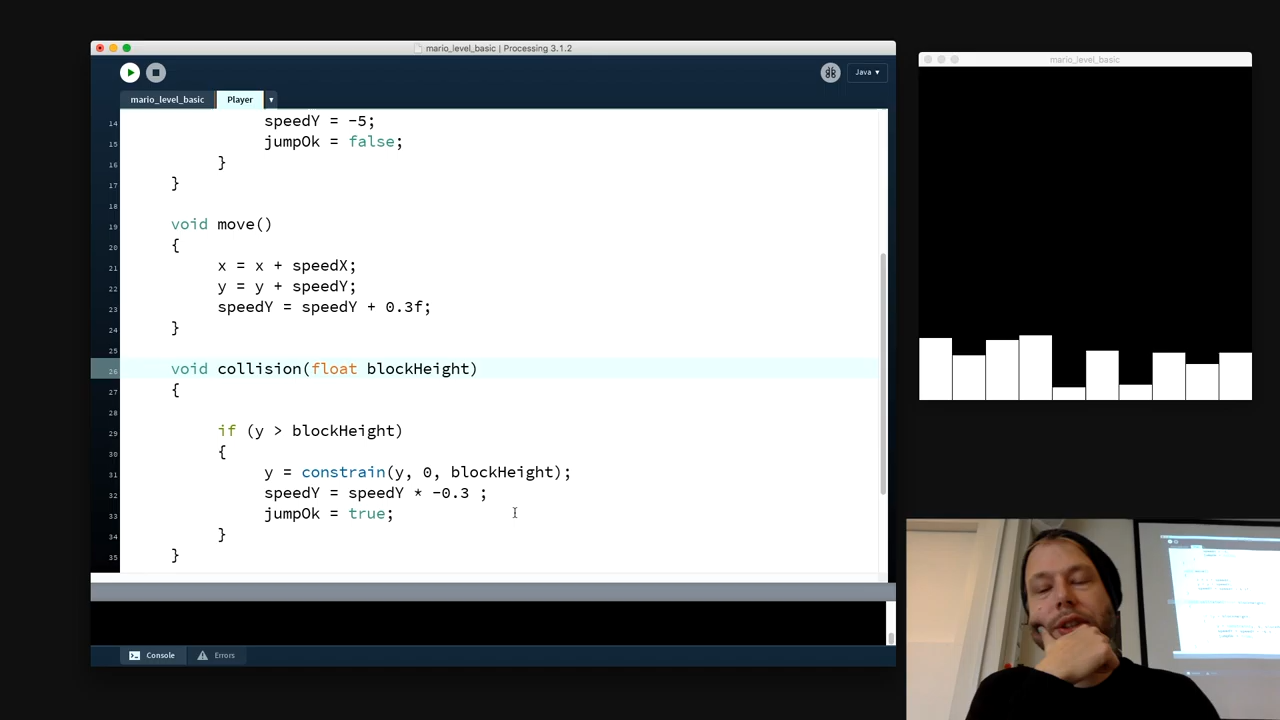 mario_level_basic | Processing 3.1.2
Java ▾
mario_level_basic
Player
▾
14 speedY = -5;
15 jumpOk = false;
16 }
17 }
18
19 void move()
20 {
21 x = x + speedX;
22 y = y + speedY;
23 speedY = speedY + 0.3f;
24 }
25
26 void collision(float blockHeight)
27 {
28
29 if (y > blockHeight)
30 {
31 y = constrain(y, 0, blockHeight);
32 speedY = speedY * -0.3 ;
33 jumpOk = true;
34 }
35 }
Console
Errors
mario_level_basic